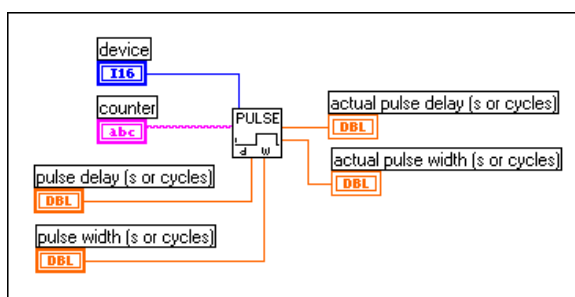 device
I16
counter
abc
PULSE
d W
actual pulse delay (s or cycles)
DBL
actual pulse width (s or cycles)
DBL
pulse delay (s or cycles)
DBL
pulse width (s or cycles)
DBL